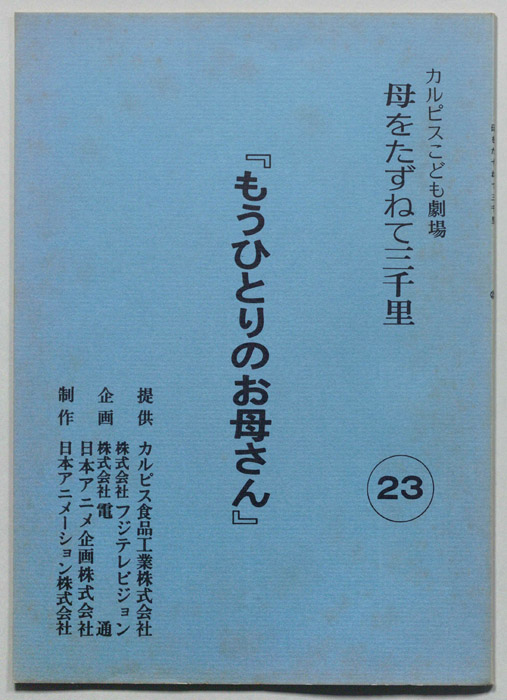 カルピスこども劇場
母をたずねて三千里
23
『もうひとりのお母さん』
提供 カルピス食品工業株式会社
株式会社 フジテレビジョン
企画 株式会社 電通
日本アニメ企画株式会社
制作 日本アニメーション株式会社